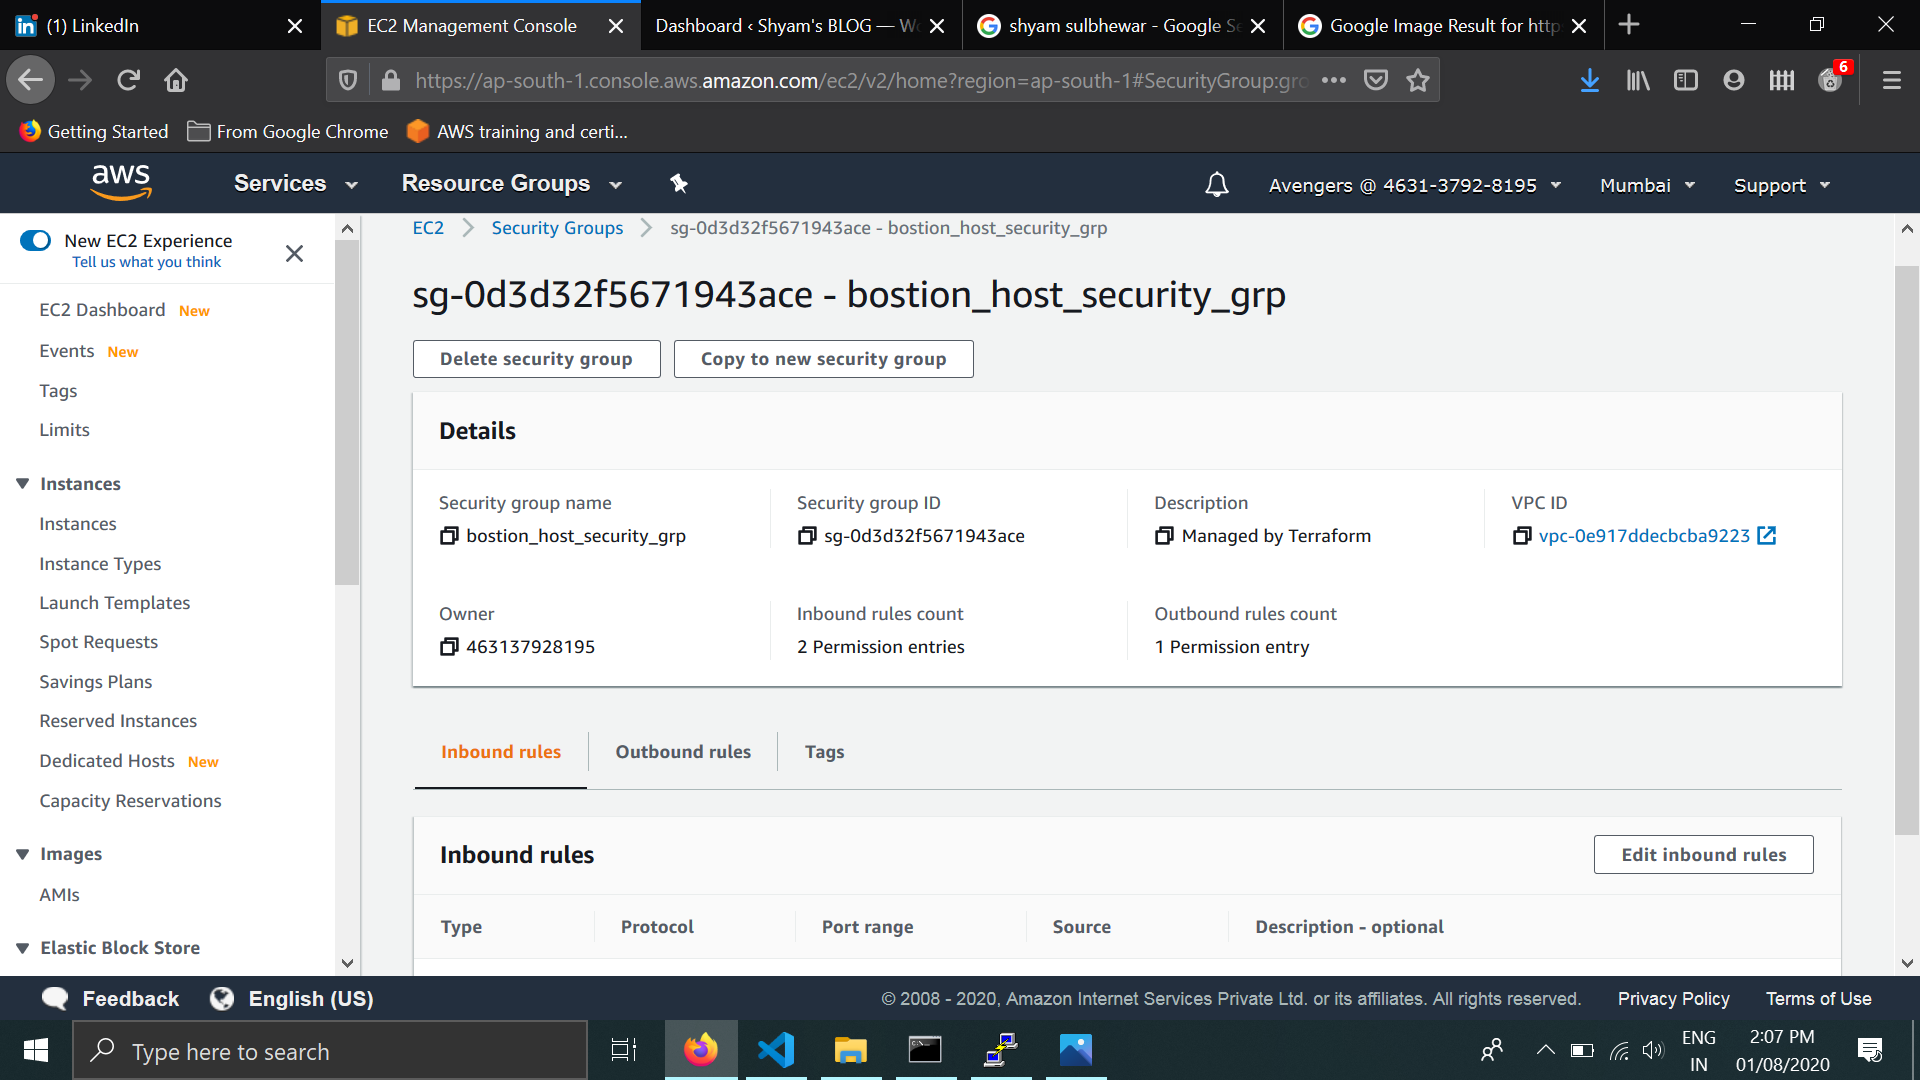 (1) LinkedIn
EC2 Management Console
Dashboard ‹ Shyam's BLOG — Wo
shyam sulbhewar - Google Se
Google Image Result for http
https://ap-south-1.console.aws.amazon.com/ec2/v2/home?region=ap-south-1#SecurityGroup:gro
6
Getting Started
From Google Chrome
AWS training and certi...
aws
Services
Resource Groups
Avengers @ 4631-3792-8195
Mumbai
Support
New EC2 Experience
Tell us what you think
EC2 Dashboard New
Events New
Tags
Limits
Instances
Instances
Instance Types
Launch Templates
Spot Requests
Savings Plans
Reserved Instances
Dedicated Hosts New
Capacity Reservations
Images
AMIs
Elastic Block Store
EC2
Security Groups
sg-0d3d32f5671943ace - bostion_host_security_grp
sg-0d3d32f5671943ace - bostion_host_security_grp
Delete security group
Copy to new security group
Details
Security group name
bostion_host_security_grp
Security group ID
sg-0d3d32f5671943ace
Description
Managed by Terraform
VPC ID
vpc-0e917ddecbcba9223
Owner
463137928195
Inbound rules count
2 Permission entries
Outbound rules count
1 Permission entry
Inbound rules
Outbound rules
Tags
Inbound rules
Edit inbound rules
Type
Protocol
Port range
Source
Description - optional
Feedback
English (US)
© 2008 - 2020, Amazon Internet Services Private Ltd. or its affiliates. All rights reserved.
Privacy Policy
Terms of Use
Type here to search
ENG
IN
2:07 PM
01/08/2020